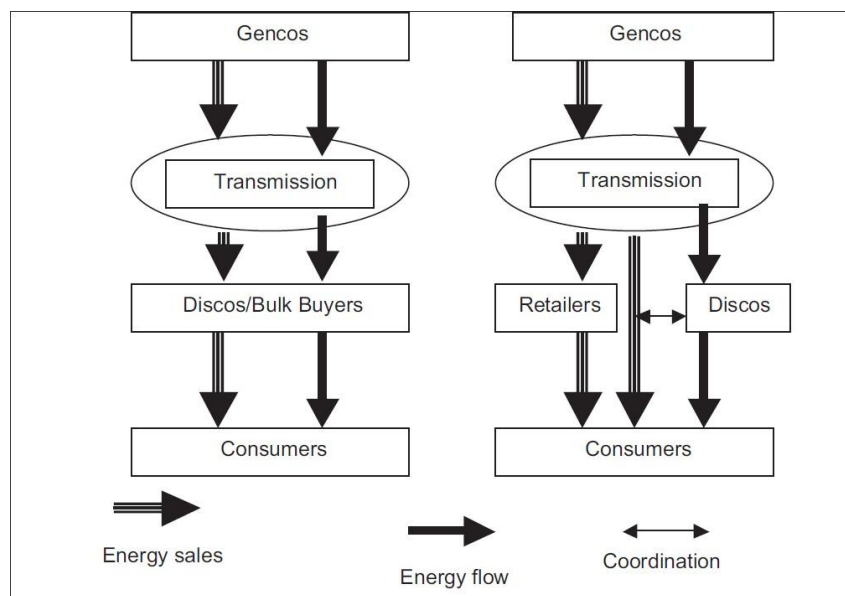 Gencos
Gencos
Transmission
Transmission
Discos/Bulk Buyers
Retailers
Discos
Consumers
Consumers
Energy sales
Energy flow
Coordination